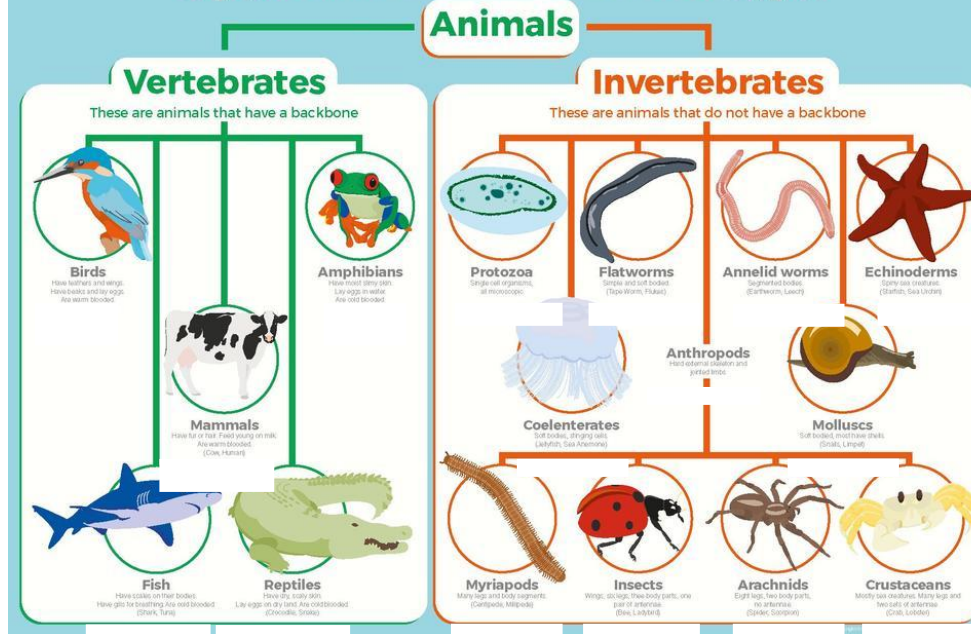 Animals
Vertebrates
These are animals that have a backbone
Invertebrates
These are animals that do not have a backbone
Birds
Have feathers and wings.
Have beaks and lay eggs.
Are warm blooded.
Amphibians
Have moist slimy skin.
Lay eggs in water.
Are cold blooded.
Protozoa
Single cell organisms,
all microscopic.
Flatworms
Simple and soft bodied.
(Tape Worm, Flukes)
Annelid worms
Segmented bodies.
(Earthworm, Leech)
Echinoderms
Spiny sea creatures.
(Starfish, Sea Urchin)
Mammals
Have fur or hair. Feed young on milk.
Are warm blooded.
(Cow, Human)
Coelenterates
Soft bodies, stinging cells.
(Jellyfish, Sea Anemone)
Anthropods
Hard external skeleton and
jointed limbs
Molluscs
Soft bodied, most have shells.
(Snails, Limpet)
Fish
Have scales on their bodies.
Have gills for breathing. Are cold blooded
(Shark, Tuna)
Reptiles
Have dry, scaly skin.
Lay eggs on dry land. Are cold blooded
(Crocodile, Snake)
Myriapods
Many legs and body segments.
(Centipede, Millipede)
Insects
Wings, six legs, three body parts, one
pair of antennae.
(Bee, Ladybird)
Arachnids
Eight legs, two body parts,
no antennae.
(Spider, Scorpion)
Crustaceans
Mostly sea creatures. Many legs and
two sets of antennae.
(Crab, Lobster)